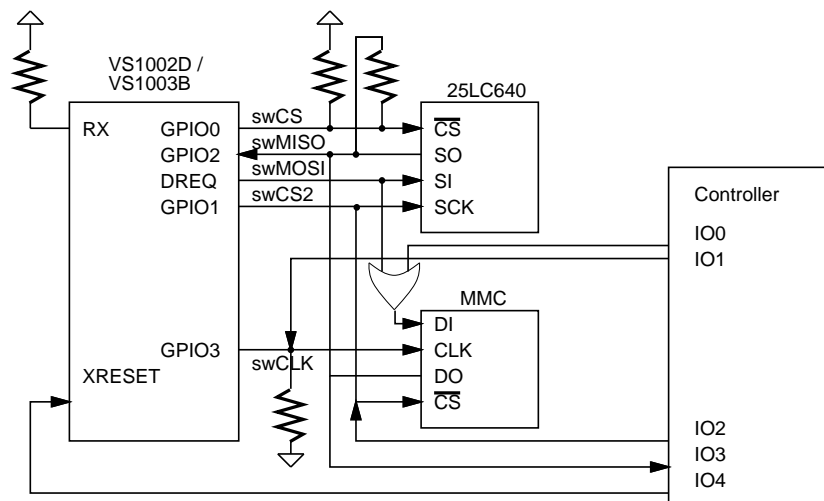 VS1002D /
VS1003B
RX
GPIO0
GPIO2
DREQ
GPIO1
GPIO3
XRESET
swCS
swMISO
swMOSI
swCS2
swCLK
25LC640
CS
SO
SI
SCK
MMC
DI
CLK
DO
CS
Controller
IO0
IO1
IO2
IO3
IO4